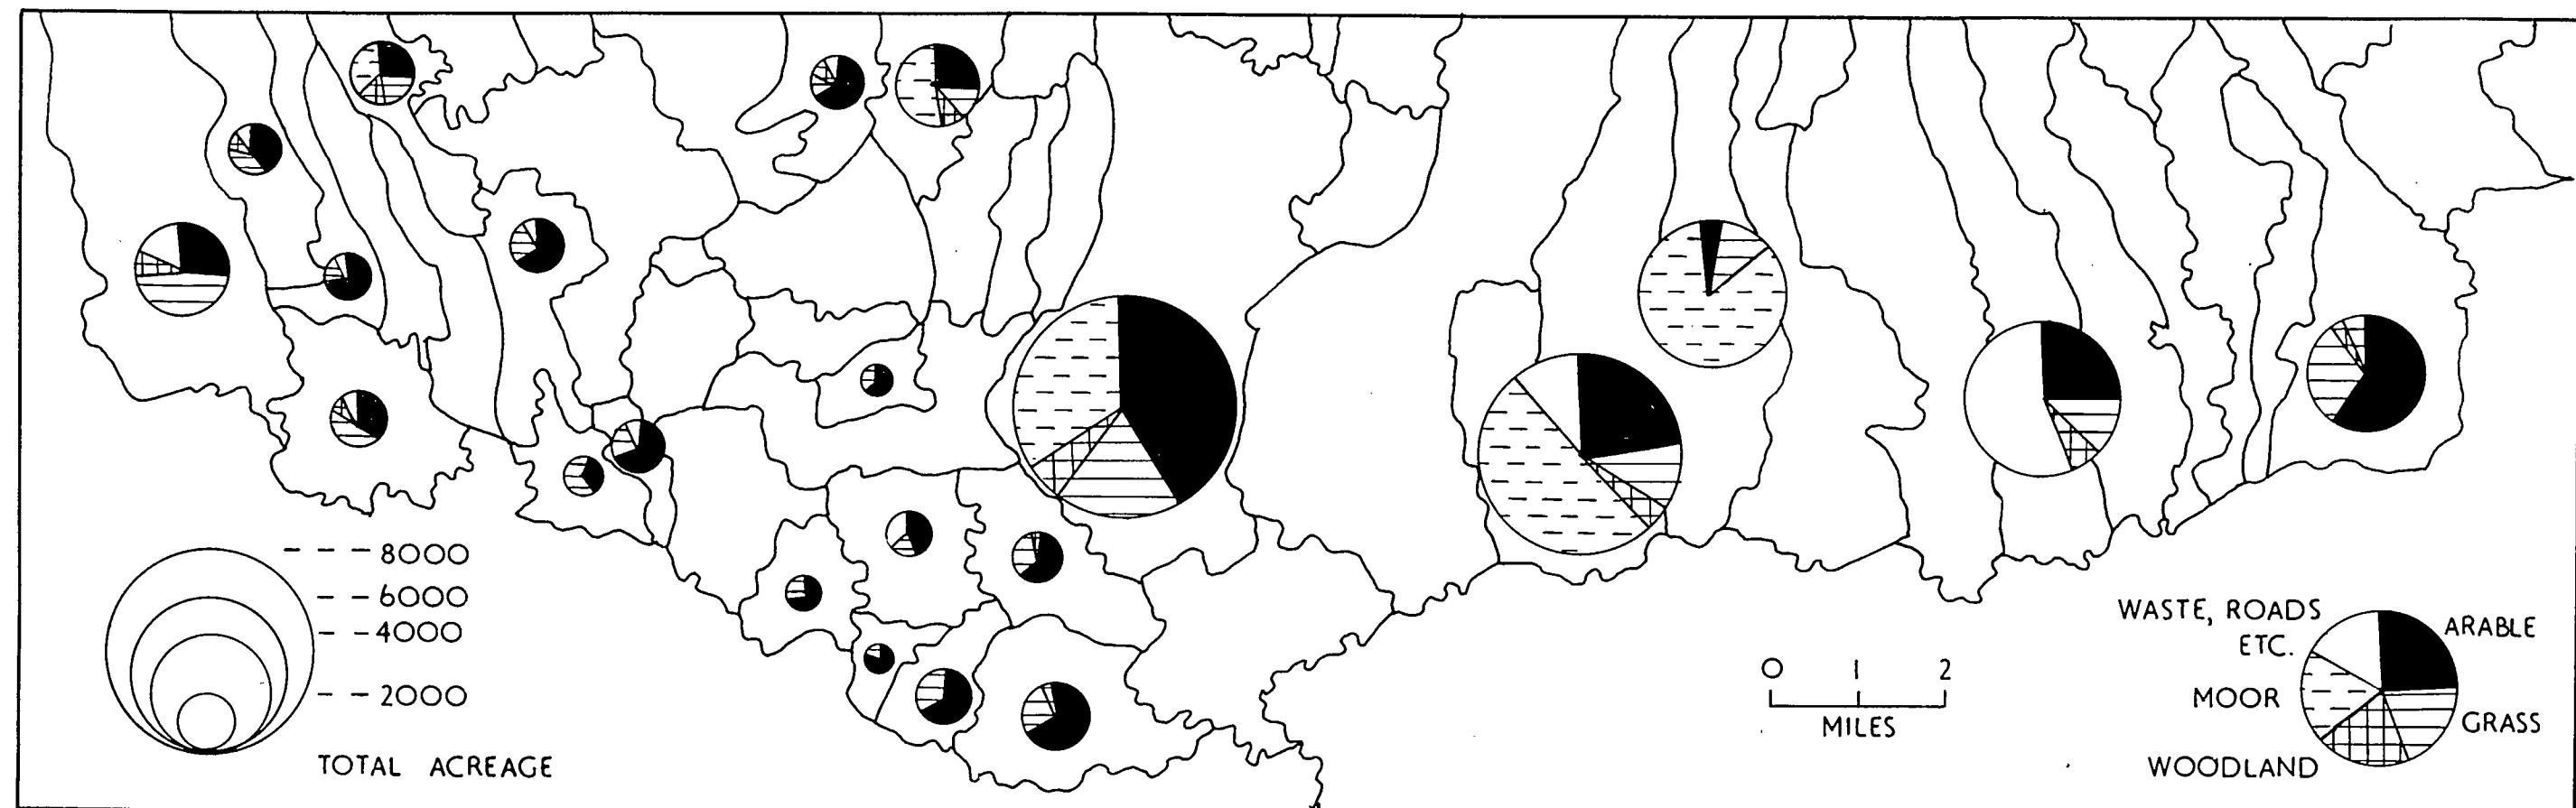 8000
6000
4000
2000
TOTAL ACREAGE
0 1 2
MILES
WASTE, ROADS
ETC.
ARABLE
MOOR
GRASS
WOODLAND